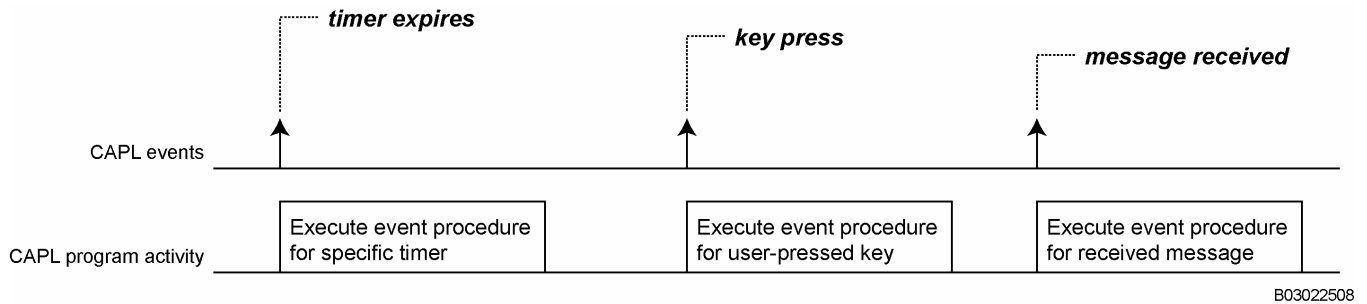 timer expires
key press
message received
CAPL events
Execute event procedure
for specific timer
Execute event procedure
for user-pressed key
Execute event procedure
for received message
CAPL program activity
B03022508